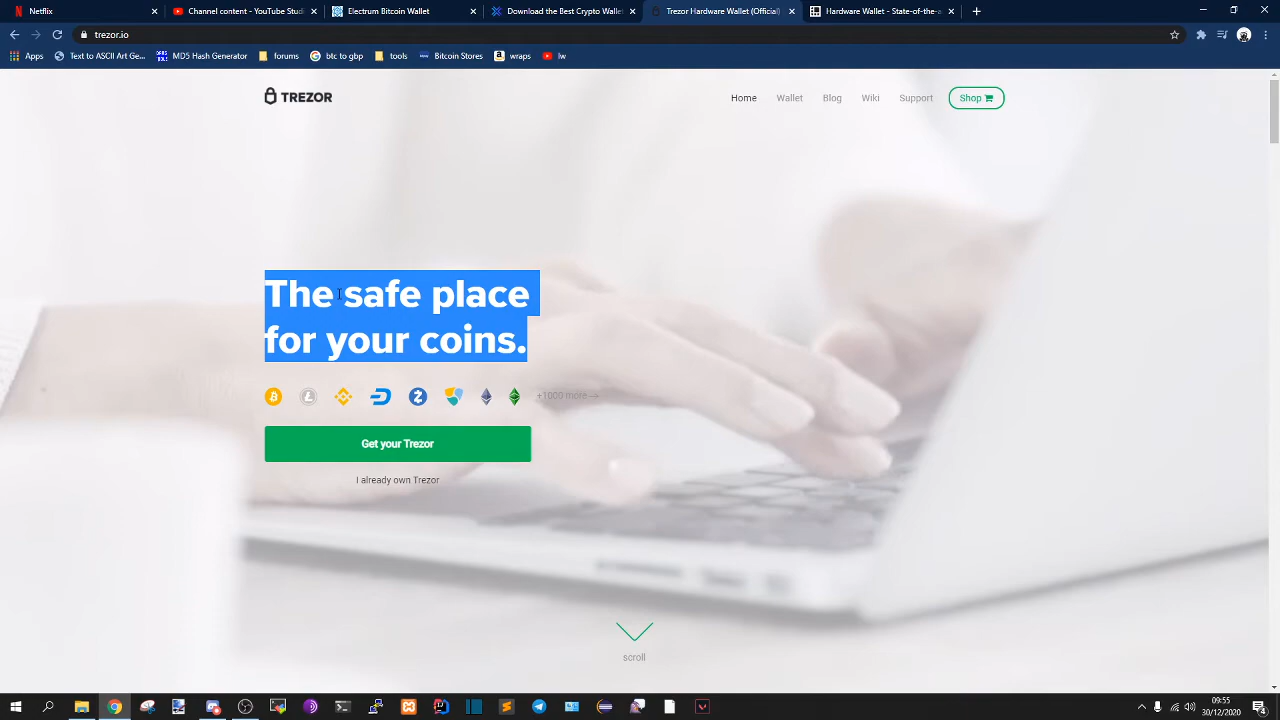 Netflix
Channel content - YouTube
Electrum Bitcoin Wallet
Download the Best Crypto Wallet
Trezor Hardware Wallet (Official)
Hardware Wallet - State-of-the-a
trezor.io
Apps
Text to ASCII Art Ge...
MD5 Hash Generator
forums
btc to gbp
tools
Bitcoin Stores
wraps
lw
TREZOR
Home
Wallet
Blog
Wiki
Support
Shop
The safe place
for your coins.
+1000 more →
Get your Trezor
I already own Trezor
scroll
09:55
30/12/2020